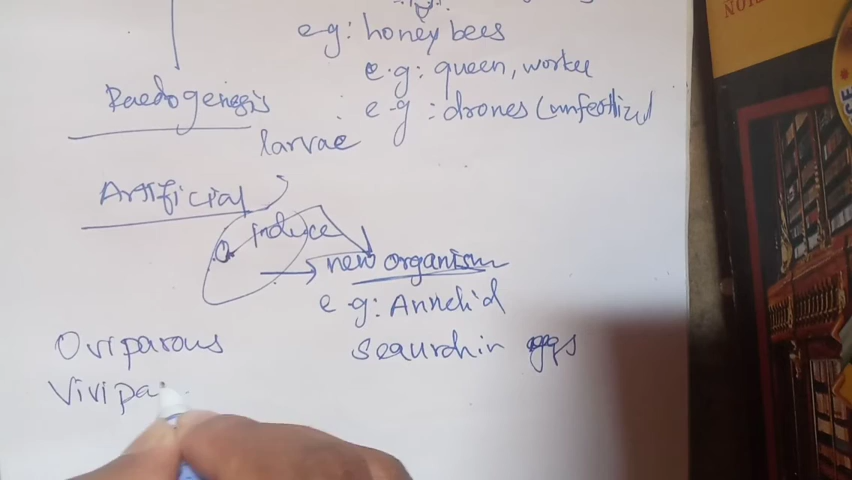 e.g: honey bees
e.g: queen, worker
Paedogenesis
e.g: drones (unfertilized
larvae
Artificial
induce
new organism
e g: Annelid
Oviparous
seaurchin eggs
Vivipa